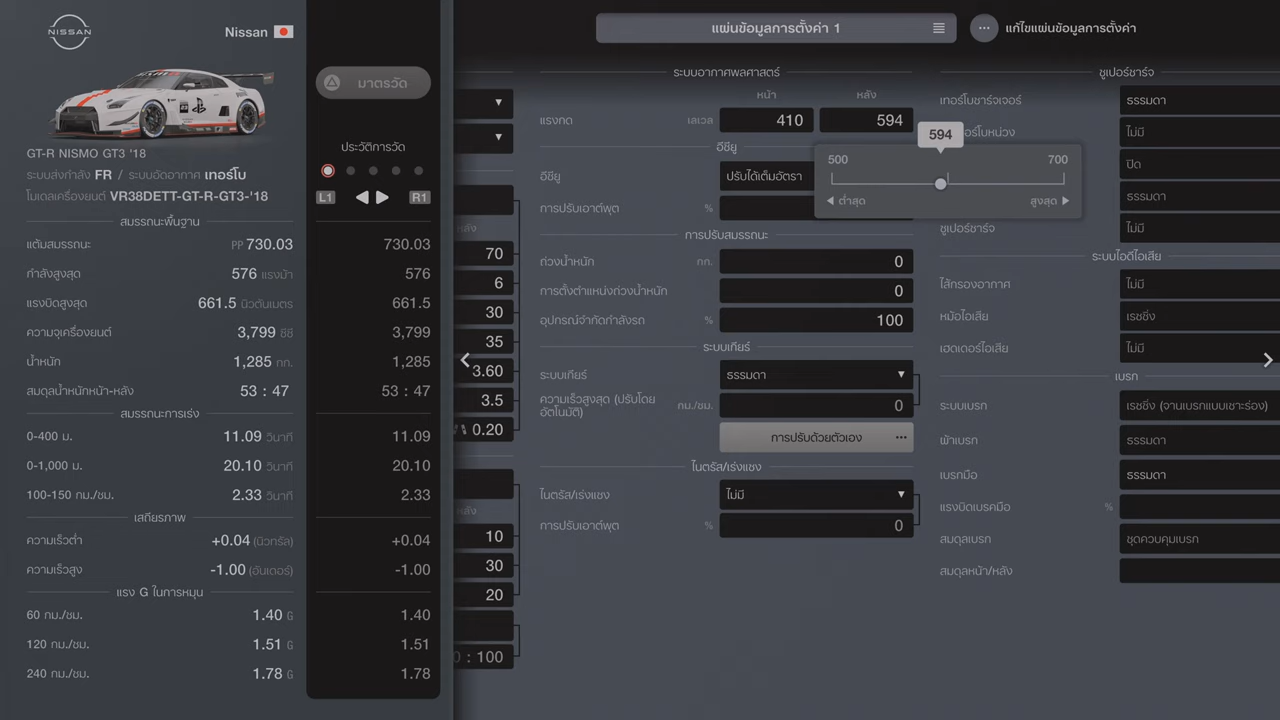 NISSAN
Nissan
GT-R NISMO GT3 '18
ระบบส่งกำลัง FR / ระบบอัดอากาศ เทอร์โบ
โมเดลเครื่องยนต์ VR38DETT-GT-R-GT3-'18
สมรรถนะพื้นฐาน
แต้มสมรรถนะ PP 730.03
กำลังสูงสุด 576 แรงม้า
แรงบิดสูงสุด 661.5 นิวตันเมตร
ความจุเครื่องยนต์ 3,799 ซีซี
น้ำหนัก 1,285 กก.
สมดุลน้ำหนักหน้า-หลัง 53 : 47
สมรรถนะการเร่ง
0-400 ม. 11.09 วินาที
0-1,000 ม. 20.10 วินาที
100-150 กม./ชม. 2.33 วินาที
เสถียรภาพ
ความเร็วต่ำ +0.04 (นิวทรัล)
ความเร็วสูง -1.00 (อันเดอร์)
แรง G ในการหมุน
60 กม./ชม. 1.40 G
120 กม./ชม. 1.51 G
240 กม./ชม. 1.78 G
มาตรวัด
ประวัติการวัด
L1 R1
730.03
576
661.5
3,799
1,285
53 : 47
11.09
20.10
2.33
+0.04
-1.00
1.40
1.51
1.78
หลัง
70
6
30
35
3.60
3.5
0.20
หลัง
10
30
20
0 : 100
แผ่นข้อมูลการตั้งค่า 1
แก้ไขแผ่นข้อมูลการตั้งค่า
ระบบอากาศพลศาสตร์
หน้า หลัง
แรงกด เลเวล 410 594
594
500 700
ต่ำสุด สูงสุด
อีซียู
อีซียู ปรับได้เต็มอัตรา
การปรับเอาต์พุต %
การปรับสมรรถนะ
ถ่วงน้ำหนัก กก. 0
การตั้งตำแหน่งถ่วงน้ำหนัก 0
อุปกรณ์จำกัดกำลังรถ % 100
ระบบเกียร์
ระบบเกียร์ ธรรมดา
ความเร็วสูงสุด (ปรับโดย
อัตโนมัติ) กม./ชม. 0
การปรับด้วยตัวเอง
ไนตรัส/เร่งแซง
ไนตรัส/เร่งแซง ไม่มี
การปรับเอาต์พุต % 0
ซูเปอร์ชาร์จ
เทอร์โบชาร์จเจอร์ ธรรมดา
อร์โบหน่วง ไม่มี
ปิด
ธรรมดา
ซูเปอร์ชาร์จ ไม่มี
ระบบไอดีไอเสีย
ไส้กรองอากาศ ไม่มี
หม้อไอเสีย เรซซิ่ง
เฮดเดอร์ไอเสีย ไม่มี
เบรก
ระบบเบรก เรซซิ่ง (จานเบรกแบบเซาะร่อง)
ผ้าเบรก ธรรมดา
เบรกมือ ธรรมดา
แรงบิดเบรคมือ %
สมดุลเบรก ชุดควบคุมเบรก
สมดุลหน้า/หลัง